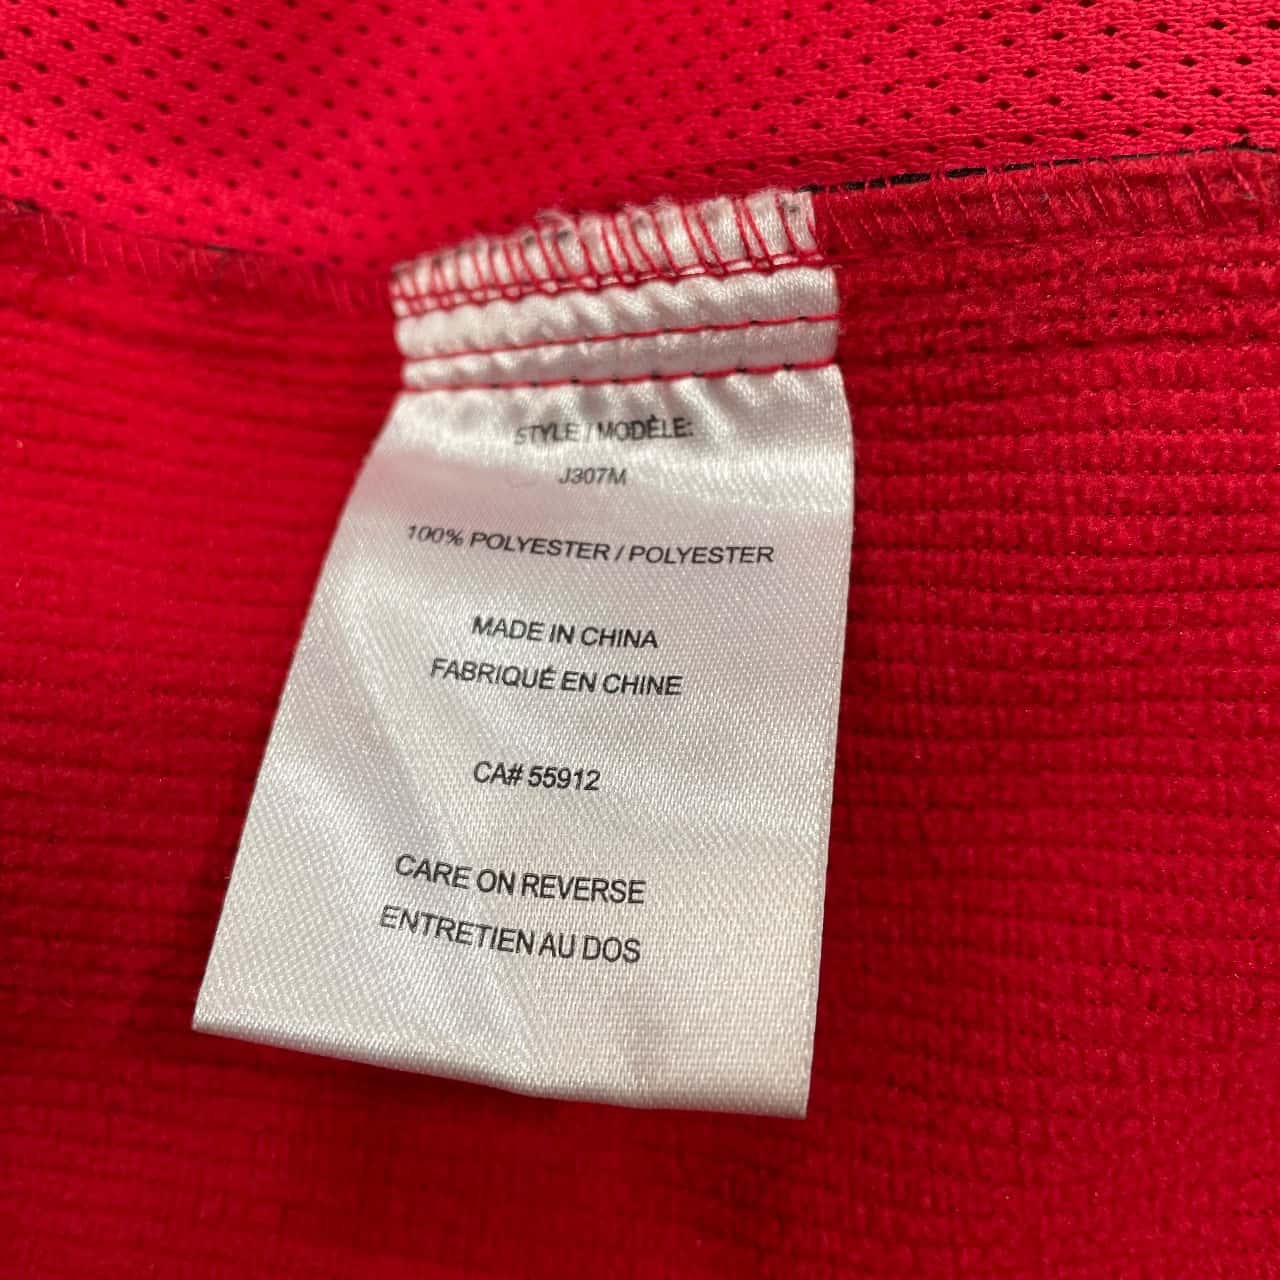 STYLE / MODÈLE:
J307M
100% POLYESTER / POLYESTER
MADE IN CHINA
FABRIQUÉ EN CHINE
CA# 55912
CARE ON REVERSE
ENTRETIEN AU DOS